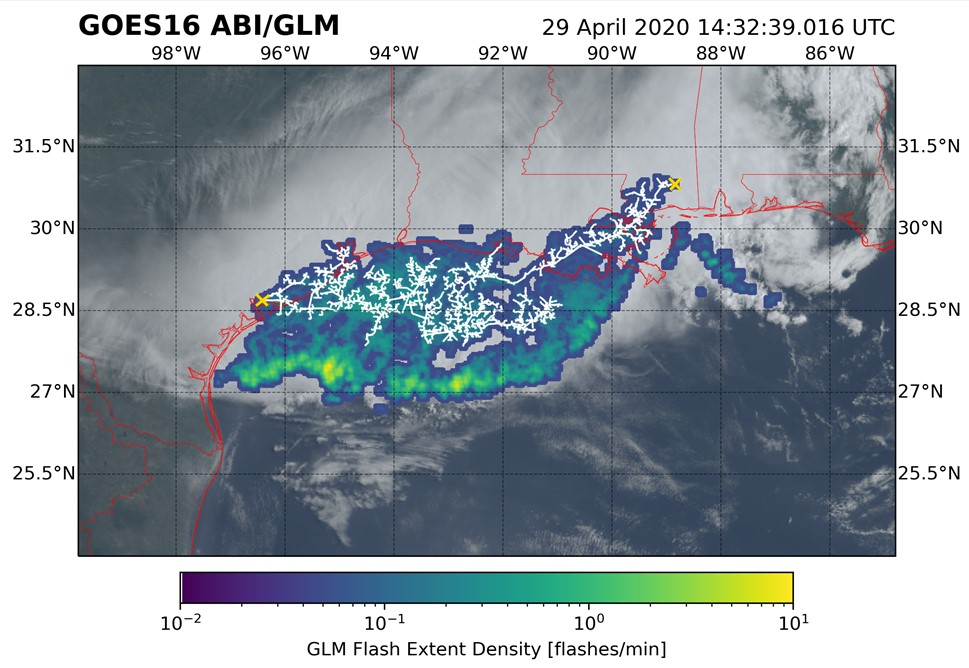 GOES16 ABI/GLM
29 April 2020 14:32:39.016 UTC
98°W 96°W 94°W 92°W 90°W 88°W 86°W
31.5°N 31.5°N
30°N 30°N
28.5°N 28.5°N
27°N 27°N
25.5°N 25.5°N
10⁻² 10⁻¹ 10⁰ 10¹
GLM Flash Extent Density [flashes/min]